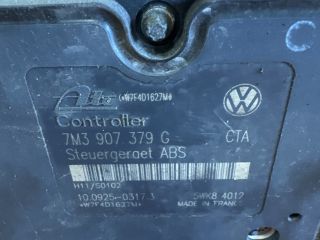 Ate (*W7F4D1627M*)
C
Controller
7M3 907 379 G CTA
Steuergeraet ABS
H11/S0102
10.0925-0317.3 5WK8 4012
*W7F4D1627M* MADE IN FRANCE